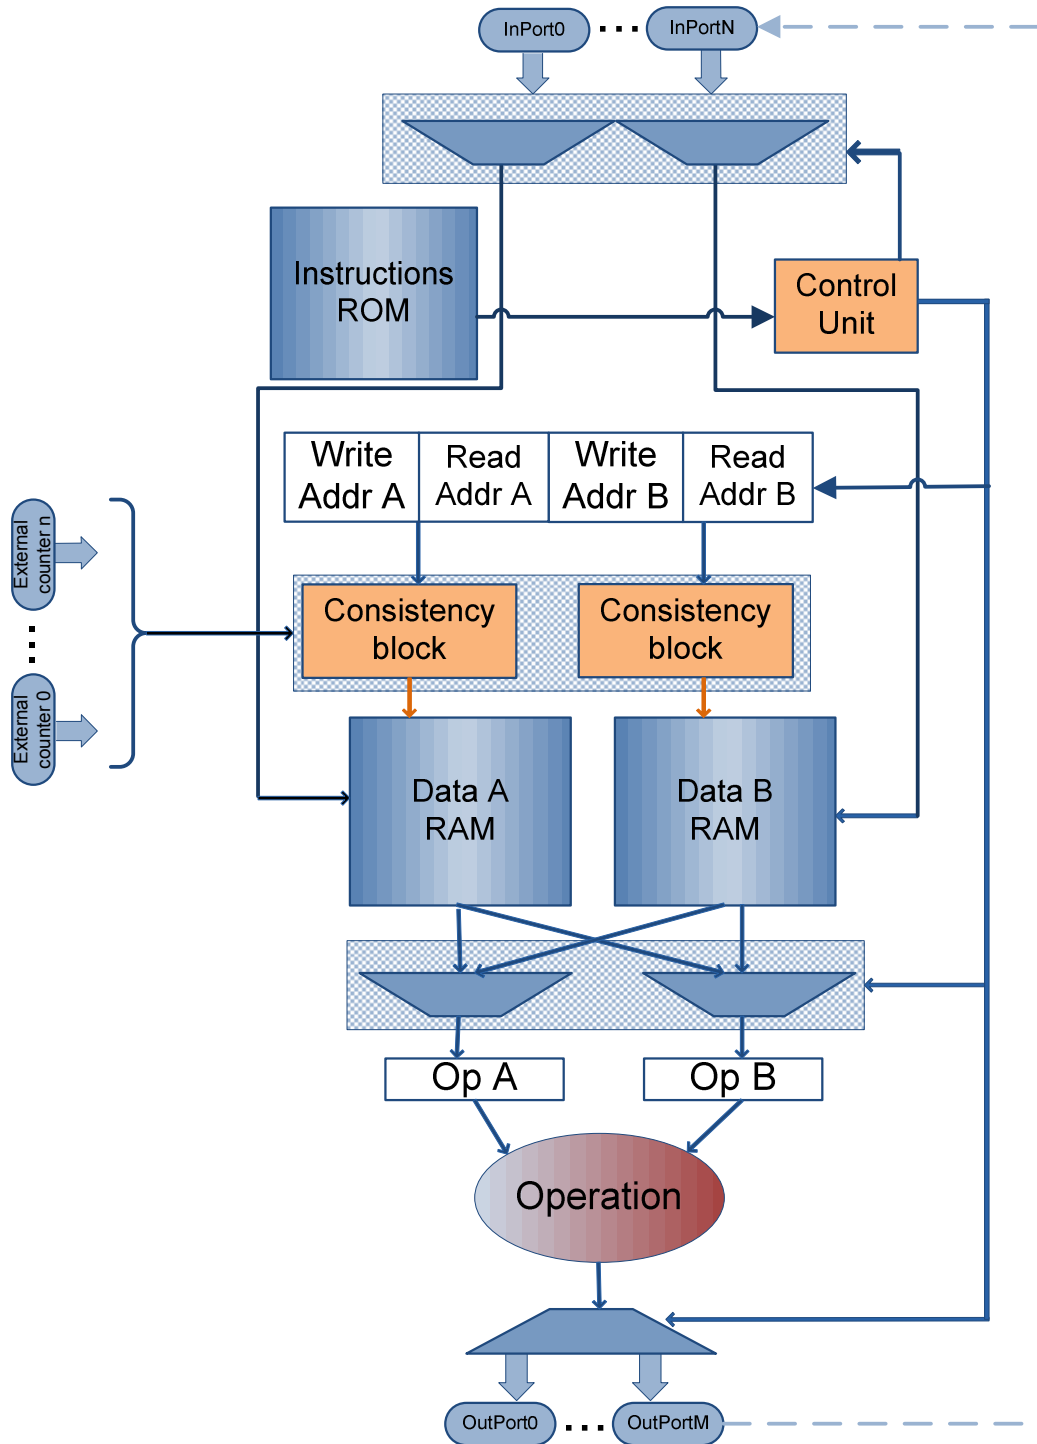 InPort0 ... InPortN
Instructions
ROM
Control
Unit
Write
Addr A
Read
Addr A
Write
Addr B
Read
Addr B
External
counter n
External
counter 0
Consistency
block
Consistency
block
Data A
RAM
Data B
RAM
Op A
Op B
Operation
OutPort0 ... OutPortM